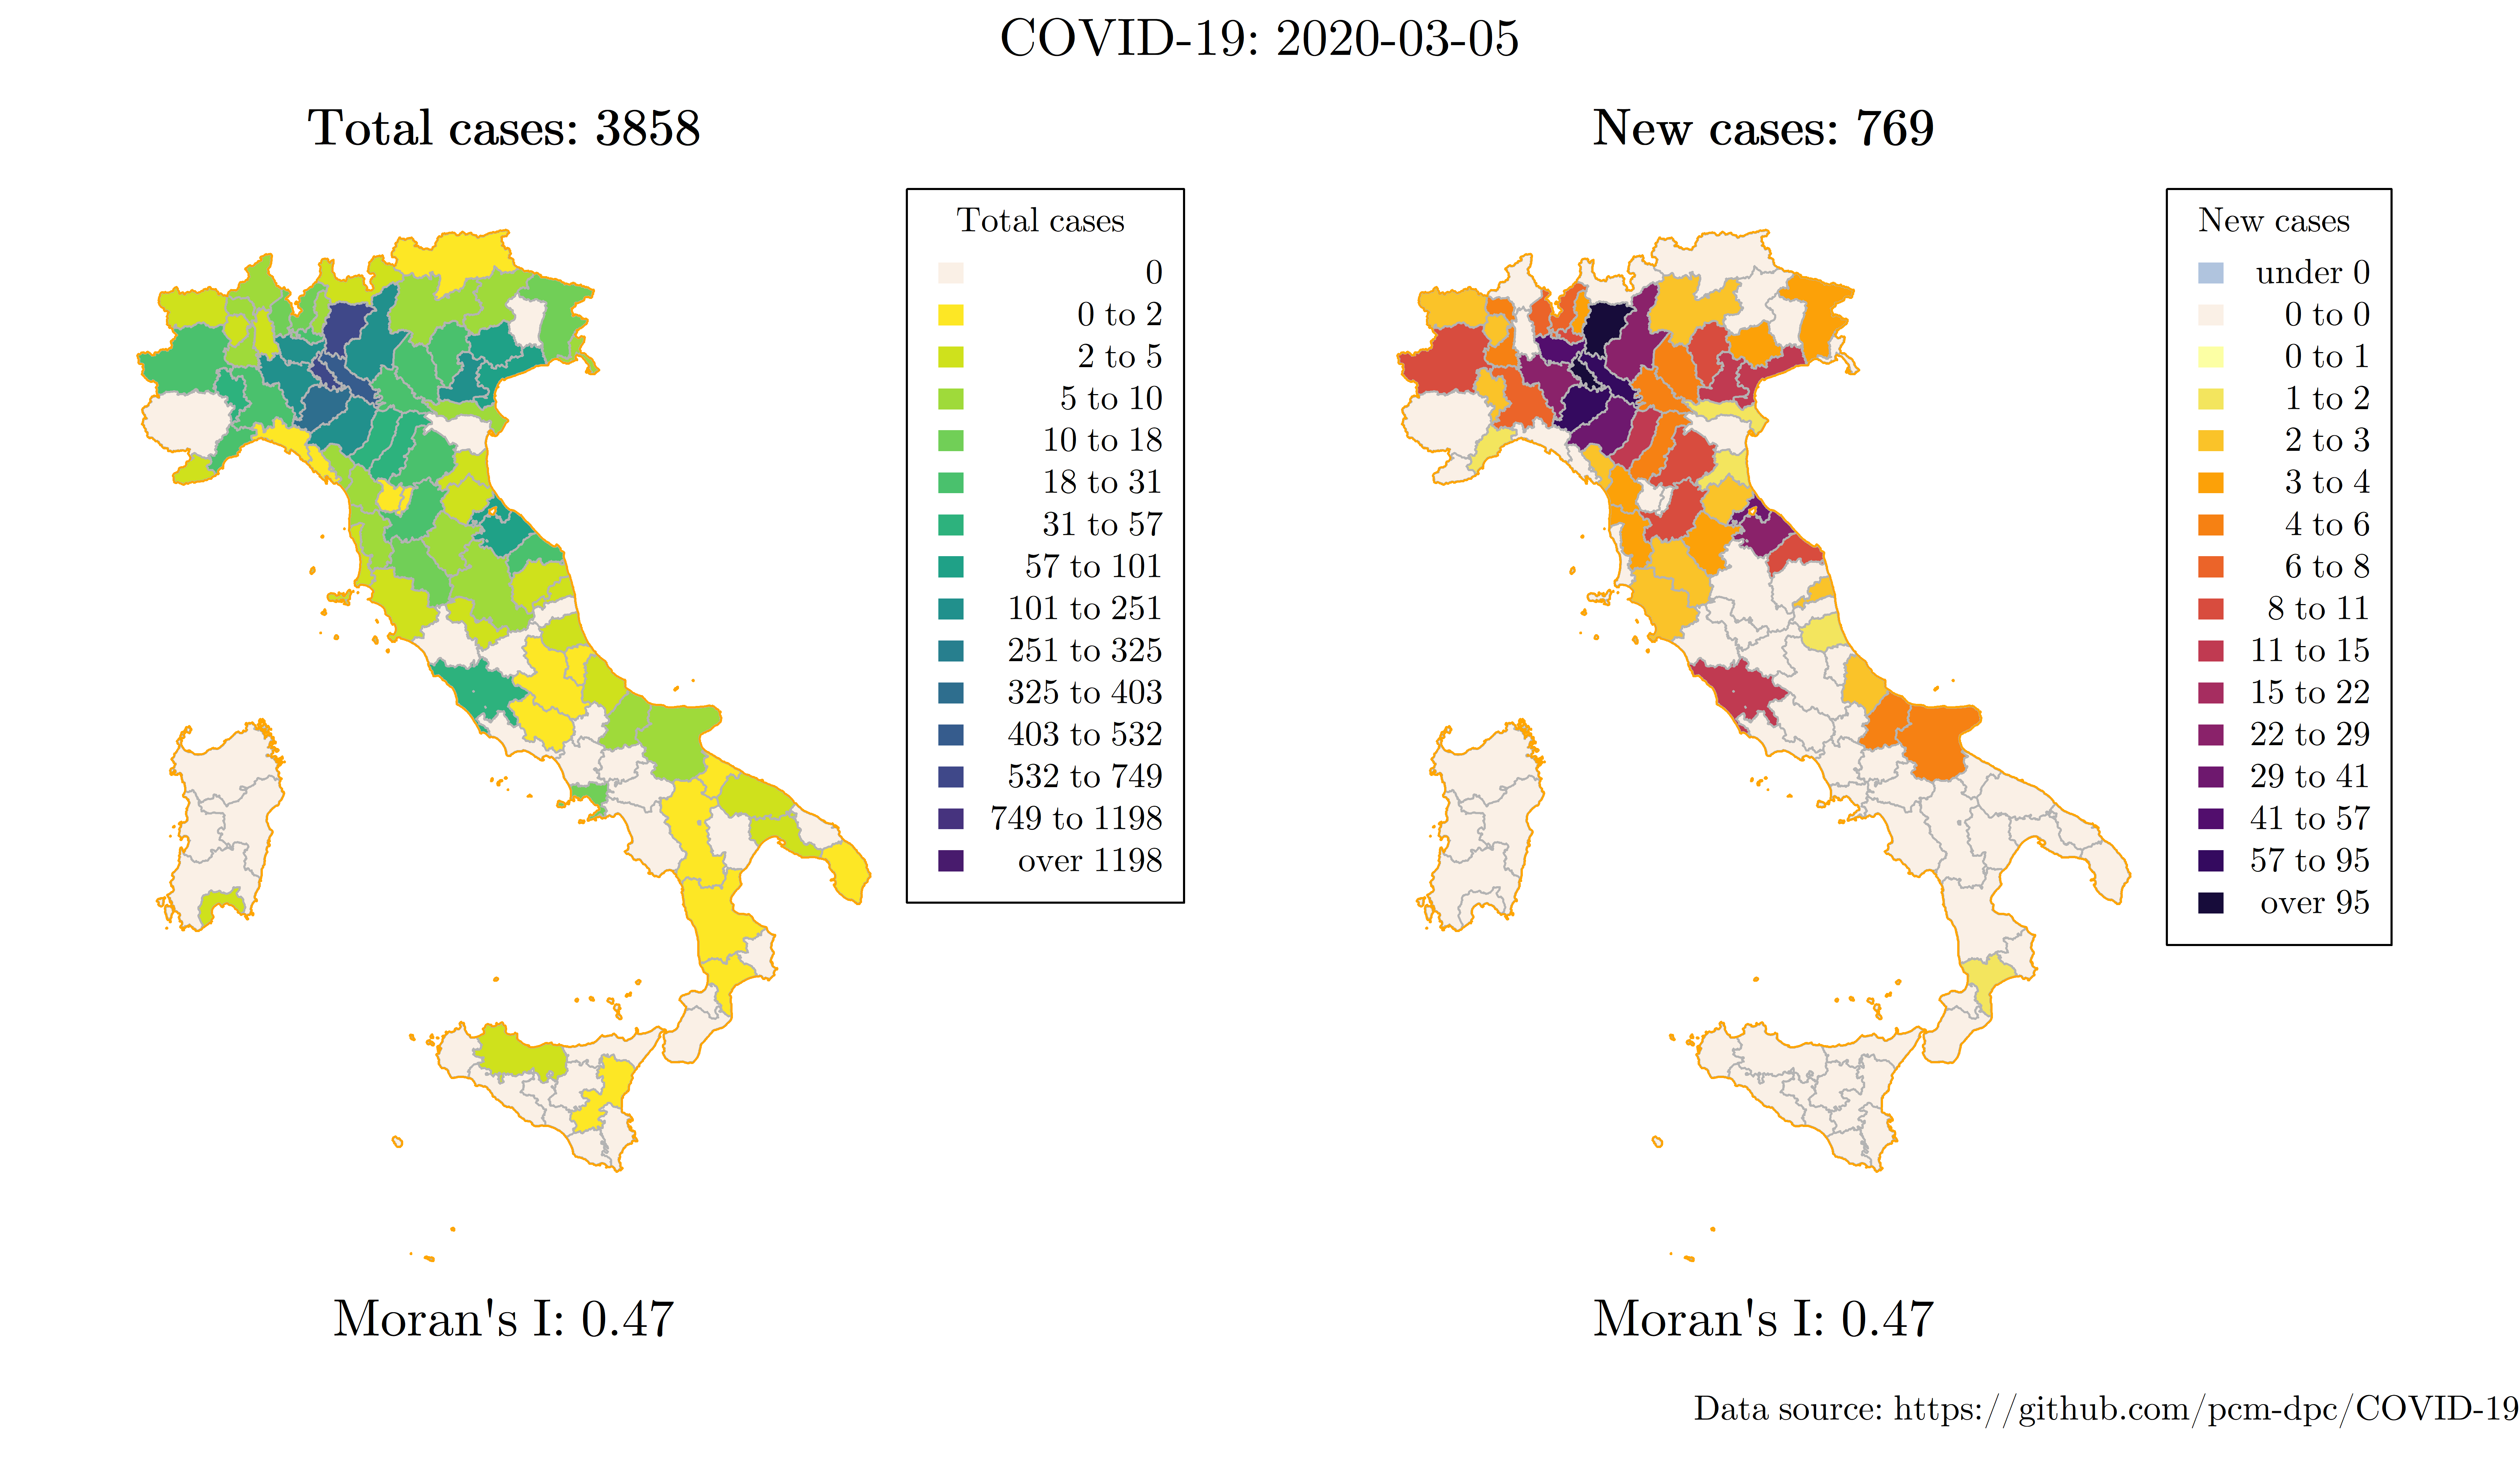 COVID-19: 2020-03-05
Total cases: 3858
Total cases
0
0 to 2
2 to 5
5 to 10
10 to 18
18 to 31
31 to 57
57 to 101
101 to 251
251 to 325
325 to 403
403 to 532
532 to 749
749 to 1198
over 1198
Moran's I: 0.47
New cases: 769
New cases
under 0
0 to 0
0 to 1
1 to 2
2 to 3
3 to 4
4 to 6
6 to 8
8 to 11
11 to 15
15 to 22
22 to 29
29 to 41
41 to 57
57 to 95
over 95
Moran's I: 0.47
Data source: https://github.com/pcm-dpc/COVID-19